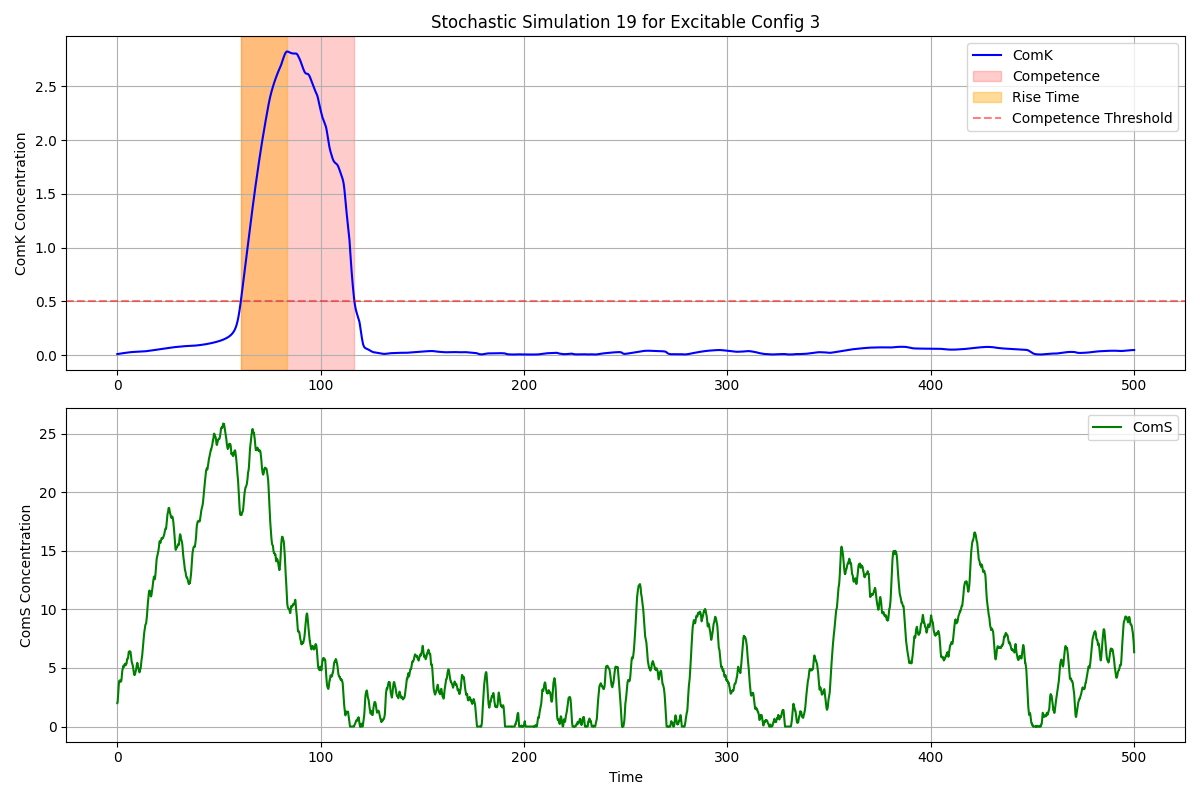 Stochastic Simulation 19 for Excitable Config 3
ComK Concentration
2.5
2.0
1.5
1.0
0.5
0.0
ComK
Competence
Rise Time
Competence Threshold
0 100 200 300 400 500
ComS Concentration
25
20
15
10
5
0
ComS
0 100 200 300 400 500
Time